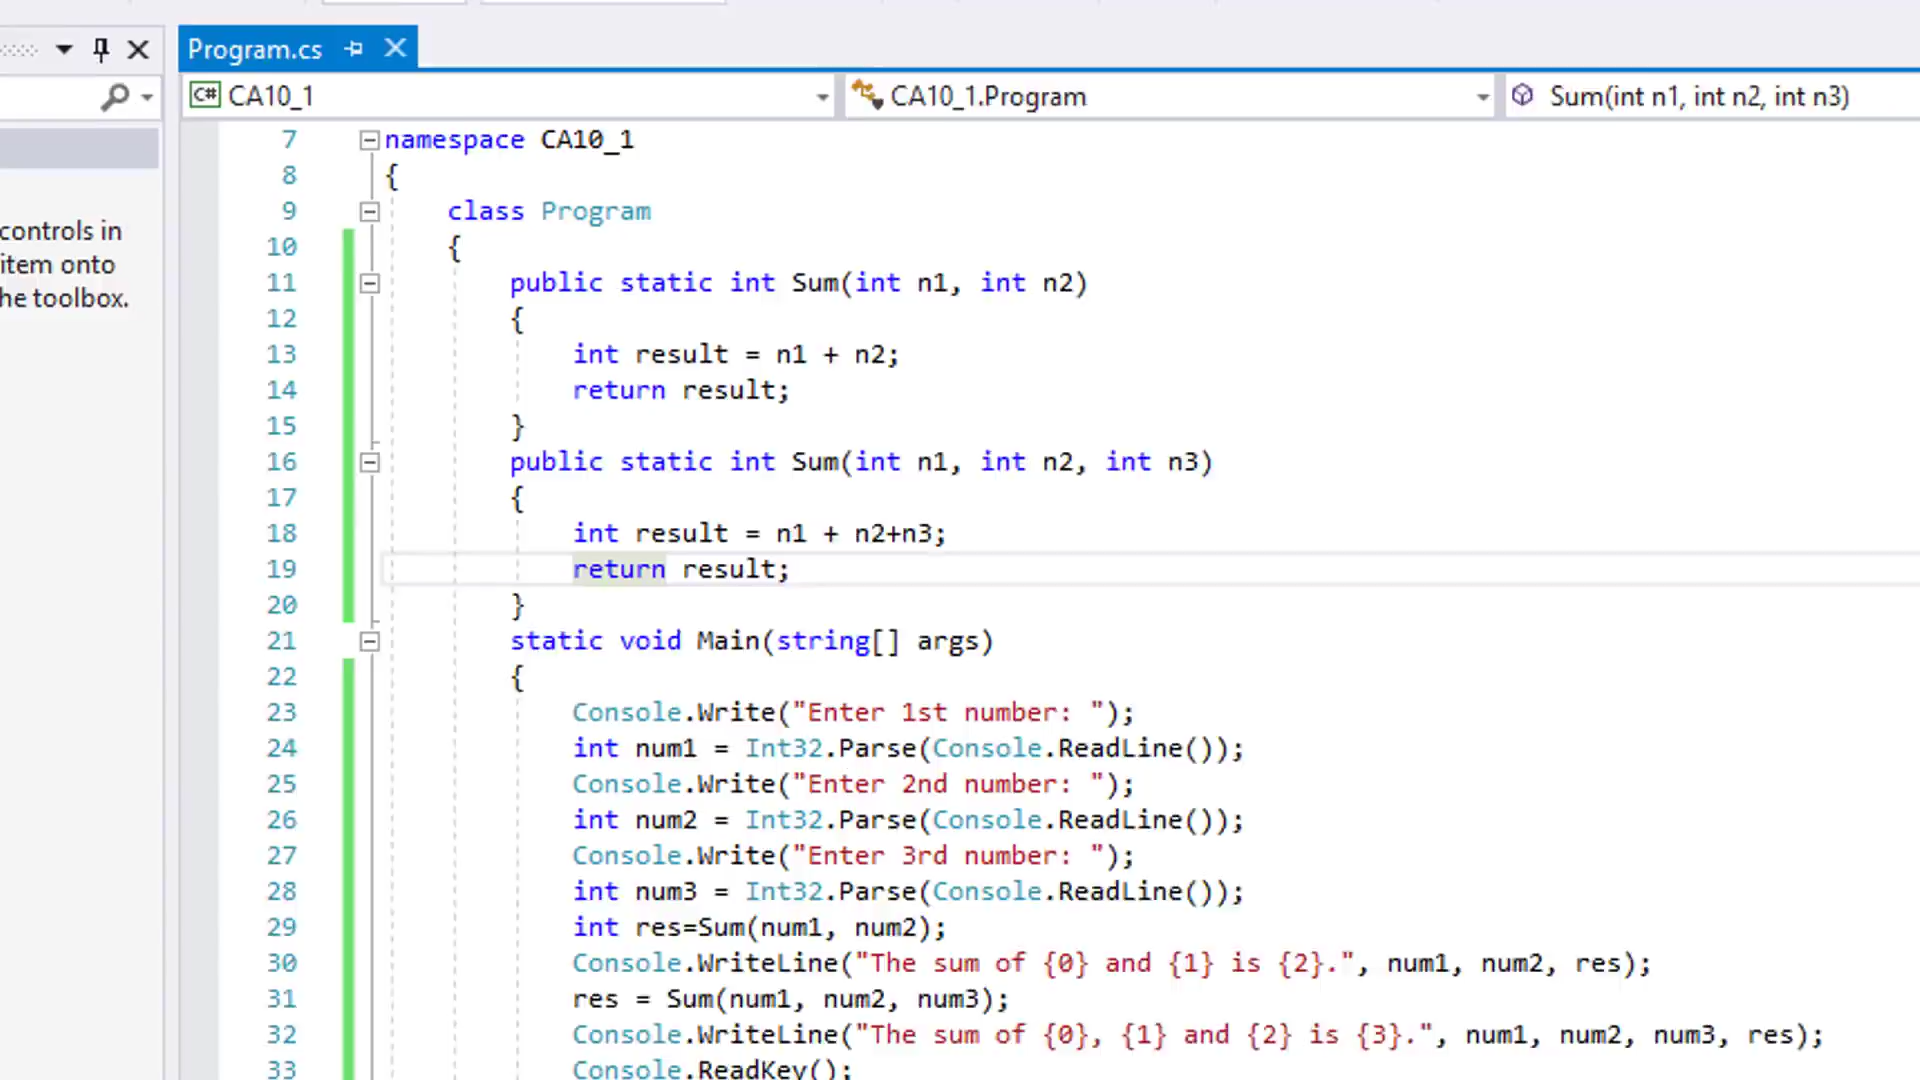 Program.cs
C# CA10_1
CA10_1.Program
Sum(int n1, int n2, int n3)
controls in
item onto
he toolbox.
7 namespace CA10_1
8 {
9 class Program
10 {
11 public static int Sum(int n1, int n2)
12 {
13 int result = n1 + n2;
14 return result;
15 }
16 public static int Sum(int n1, int n2, int n3)
17 {
18 int result = n1 + n2+n3;
19 return result;
20 }
21 static void Main(string[] args)
22 {
23 Console.Write("Enter 1st number: ");
24 int num1 = Int32.Parse(Console.ReadLine());
25 Console.Write("Enter 2nd number: ");
26 int num2 = Int32.Parse(Console.ReadLine());
27 Console.Write("Enter 3rd number: ");
28 int num3 = Int32.Parse(Console.ReadLine());
29 int res=Sum(num1, num2);
30 Console.WriteLine("The sum of {0} and {1} is {2}.", num1, num2, res);
31 res = Sum(num1, num2, num3);
32 Console.WriteLine("The sum of {0}, {1} and {2} is {3}.", num1, num2, num3, res);
33 Console.ReadKey();